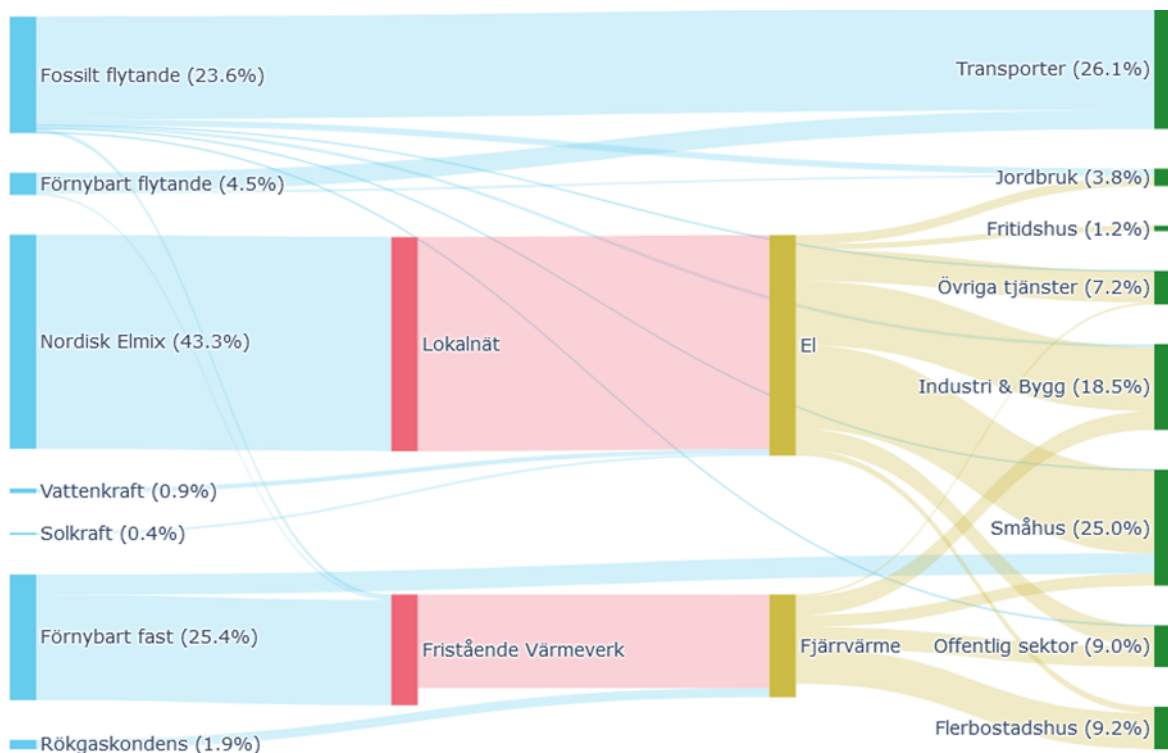 Fossilt flytande (23.6%)
Förnybart flytande (4.5%)
Nordisk Elmix (43.3%)
Vattenkraft (0.9%)
Solkraft (0.4%)
Förnybart fast (25.4%)
Rökgaskondens (1.9%)
Lokalnät
Fristående Värmeverk
El
Fjärrvärme
Transporter (26.1%)
Jordbruk (3.8%)
Fritidshus (1.2%)
Övriga tjänster (7.2%)
Industri & Bygg (18.5%)
Småhus (25.0%)
Offentlig sektor (9.0%)
Flerbostadshus (9.2%)